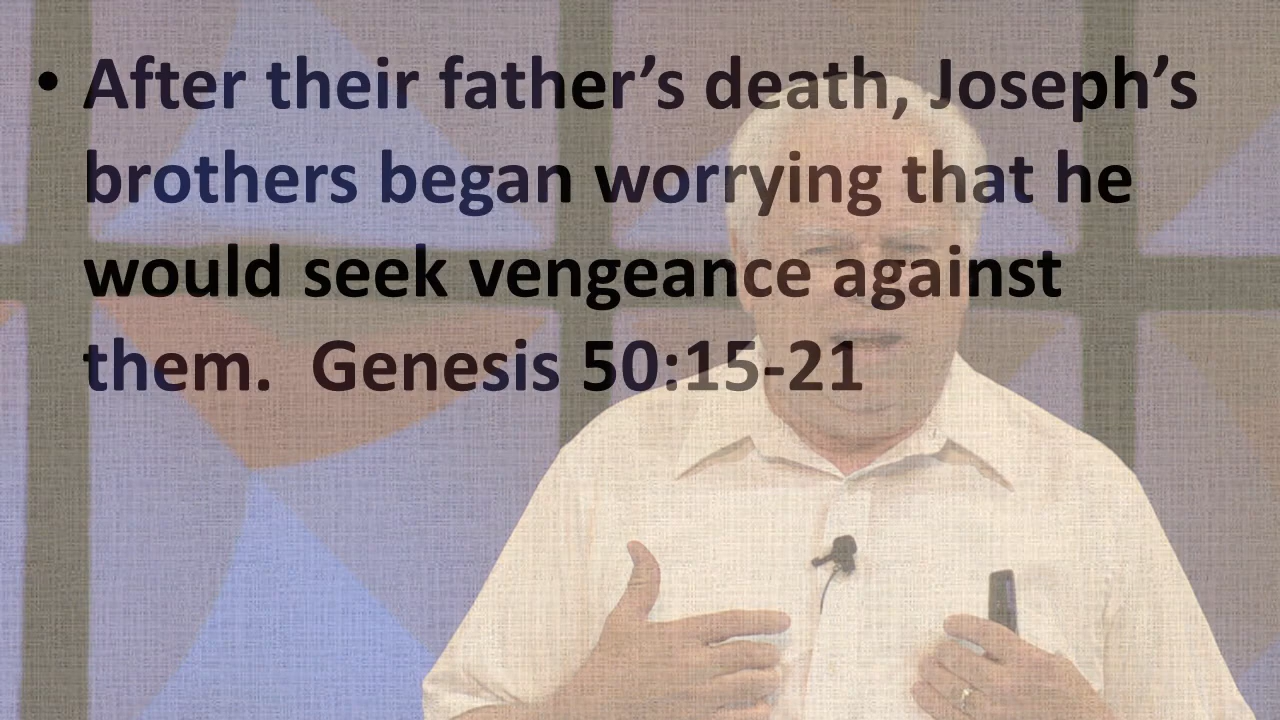 • After their father’s death, Joseph’s
brothers began worrying that he
would seek vengeance against
them.  Genesis 50:15-21